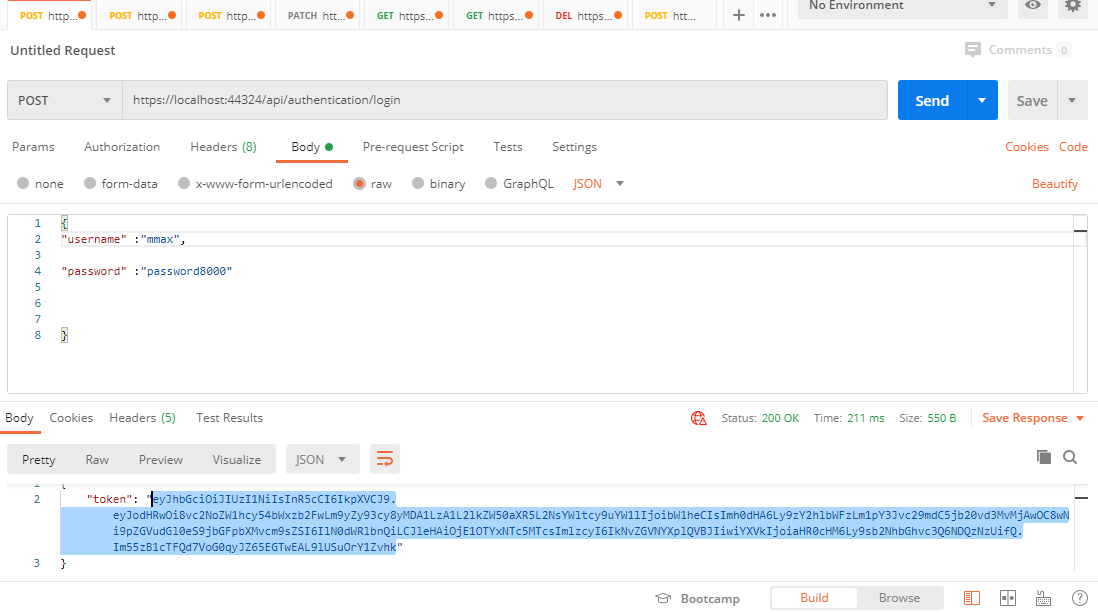 POST http... POST http... POST http... PATCH htt... GET https... GET https... DEL https... POST htt... + ••• No Environment
Untitled Request Comments 0
POST https://localhost:44324/api/authentication/login Send Save
Params Authorization Headers (8) Body Pre-request Script Tests Settings Cookies Code
none form-data x-www-form-urlencoded raw binary GraphQL JSON Beautify
1 {
2 "username" :"mmax",
3
4 "password" :"password8000"
5
6
7
8 }
Body Cookies Headers (5) Test Results Status: 200 OK Time: 211 ms Size: 550 B Save Response
Pretty Raw Preview Visualize JSON
1 {
2 "token": "eyJhbGciOiJIUzI1NiIsInR5cCI6IkpXVCJ9.
3 }
Bootcamp Build Browse ?